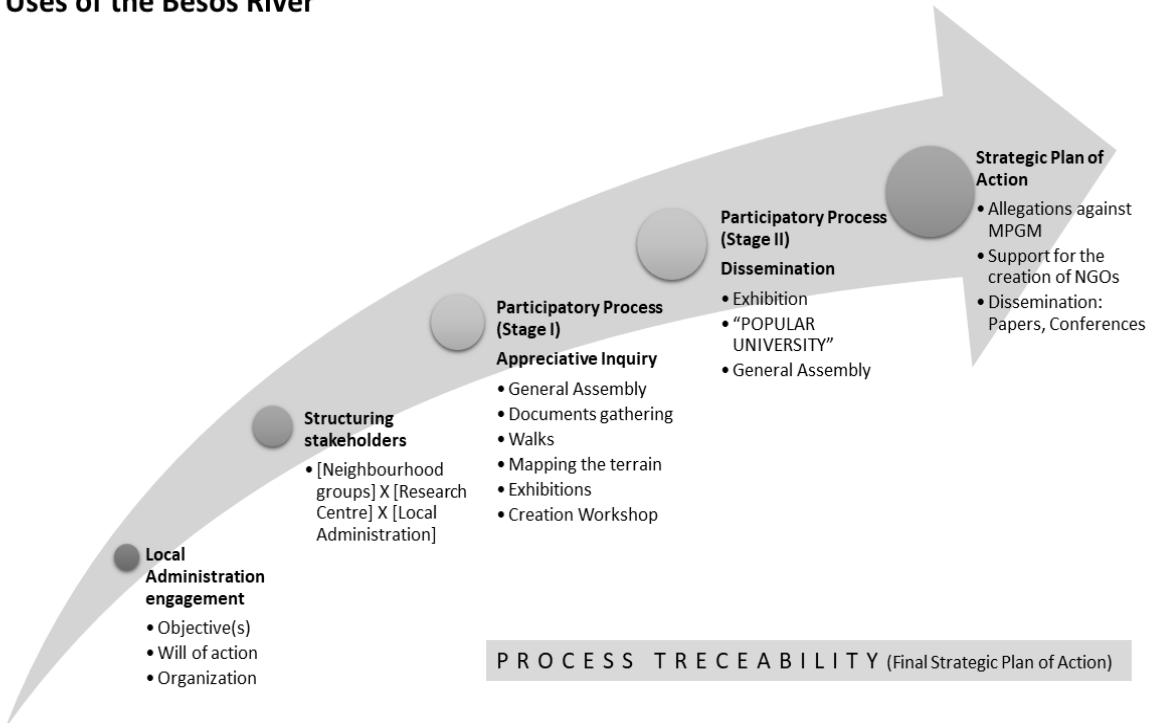 Uses of the Besòs River
Local
Administration
engagement
• Objective(s)
• Will of action
• Organization
Structuring
stakeholders
• [Neighbourhood
groups] X [Research
Centre] X [Local
Administration]
Participatory Process
(Stage I)
Appreciative Inquiry
• General Assembly
• Documents gathering
• Walks
• Mapping the terrain
• Exhibitions
• Creation Workshop
Participatory Process
(Stage II)
Dissemination
• Exhibition
• “POPULAR
UNIVERSITY”
• General Assembly
Strategic Plan of
Action
• Allegations against
MPGM
• Support for the
creation of NGOs
• Dissemination:
Papers, Conferences
PROCESS TRECEABILITY (Final Strategic Plan of Action)